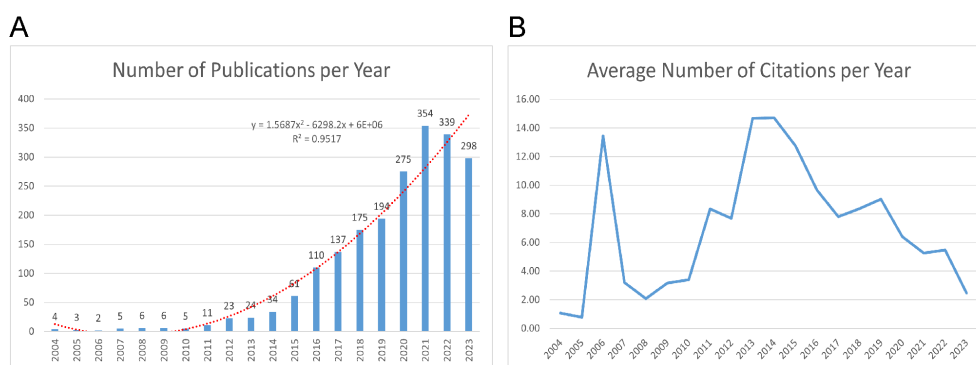 A
Number of Publications per Year
400
350
300
250
200
150
100
50
0
y = 1.5687x² - 6298.2x + 6E+06
R² = 0.9517
4 3 2 5 6 6 5 11 23 24 34 61 110 137 175 194 275 354 339 298
2004 2005 2006 2007 2008 2009 2010 2011 2012 2013 2014 2015 2016 2017 2018 2019 2020 2021 2022 2023
B
Average Number of Citations per Year
16.00
14.00
12.00
10.00
8.00
6.00
4.00
2.00
0.00
2004 2005 2006 2007 2008 2009 2010 2011 2012 2013 2014 2015 2016 2017 2018 2019 2020 2021 2022 2023